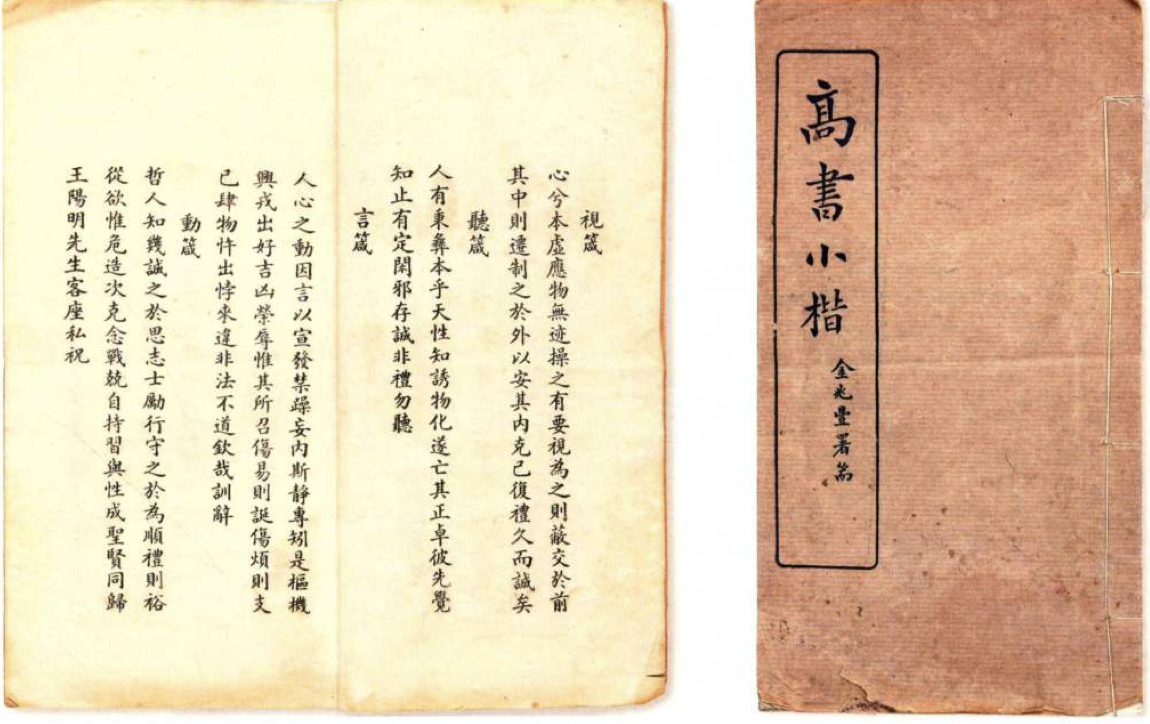 髙書小楷
金兆豐署耑
視箴
心兮本虛應物無迹操之有要視為之則蔽交於前
其中則遷制之於外以安其內克己復禮久而誠矣
聽箴
人有秉彝本乎天性知誘物化遂亡其正卓彼先覺
知止有定閑邪存誠非禮勿聽
言箴
人心之動因言以宣發禁躁妄內斯靜專矧是樞機
興戎出好吉凶榮辱惟其所召傷易則誕傷煩則支
己肆物忤出悖來違非法不道欽哉訓辭
動箴
哲人知幾誠之於思志士勵行守之於為順禮則裕
從欲惟危造次克念戰兢自持習與性成聖賢同歸
王陽明先生客座私祝